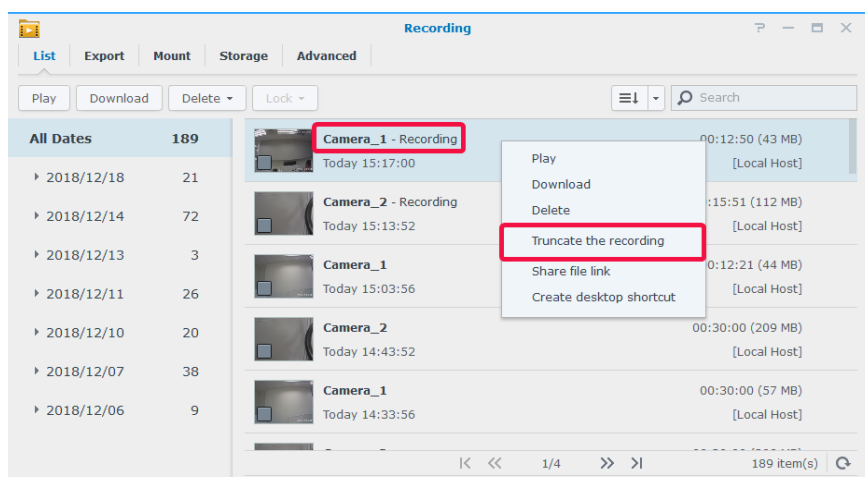 Recording
List Export Mount Storage Advanced
Play Download Delete Lock Search
All Dates 189
2018/12/18 21
2018/12/14 72
2018/12/13 3
2018/12/11 26
2018/12/10 20
2018/12/07 38
2018/12/06 9
Camera_1 - Recording 00:12:50 (43 MB)
Today 15:17:00 [Local Host]
Camera_2 - Recording :15:51 (112 MB)
Today 15:13:52 [Local Host]
Camera_1 0:12:21 (44 MB)
Today 15:03:56 [Local Host]
Camera_2 00:30:00 (209 MB)
Today 14:43:52 [Local Host]
Camera_1 00:30:00 (57 MB)
Today 14:33:56 [Local Host]
Play
Download
Delete
Truncate the recording
Share file link
Create desktop shortcut
1/4 189 item(s)